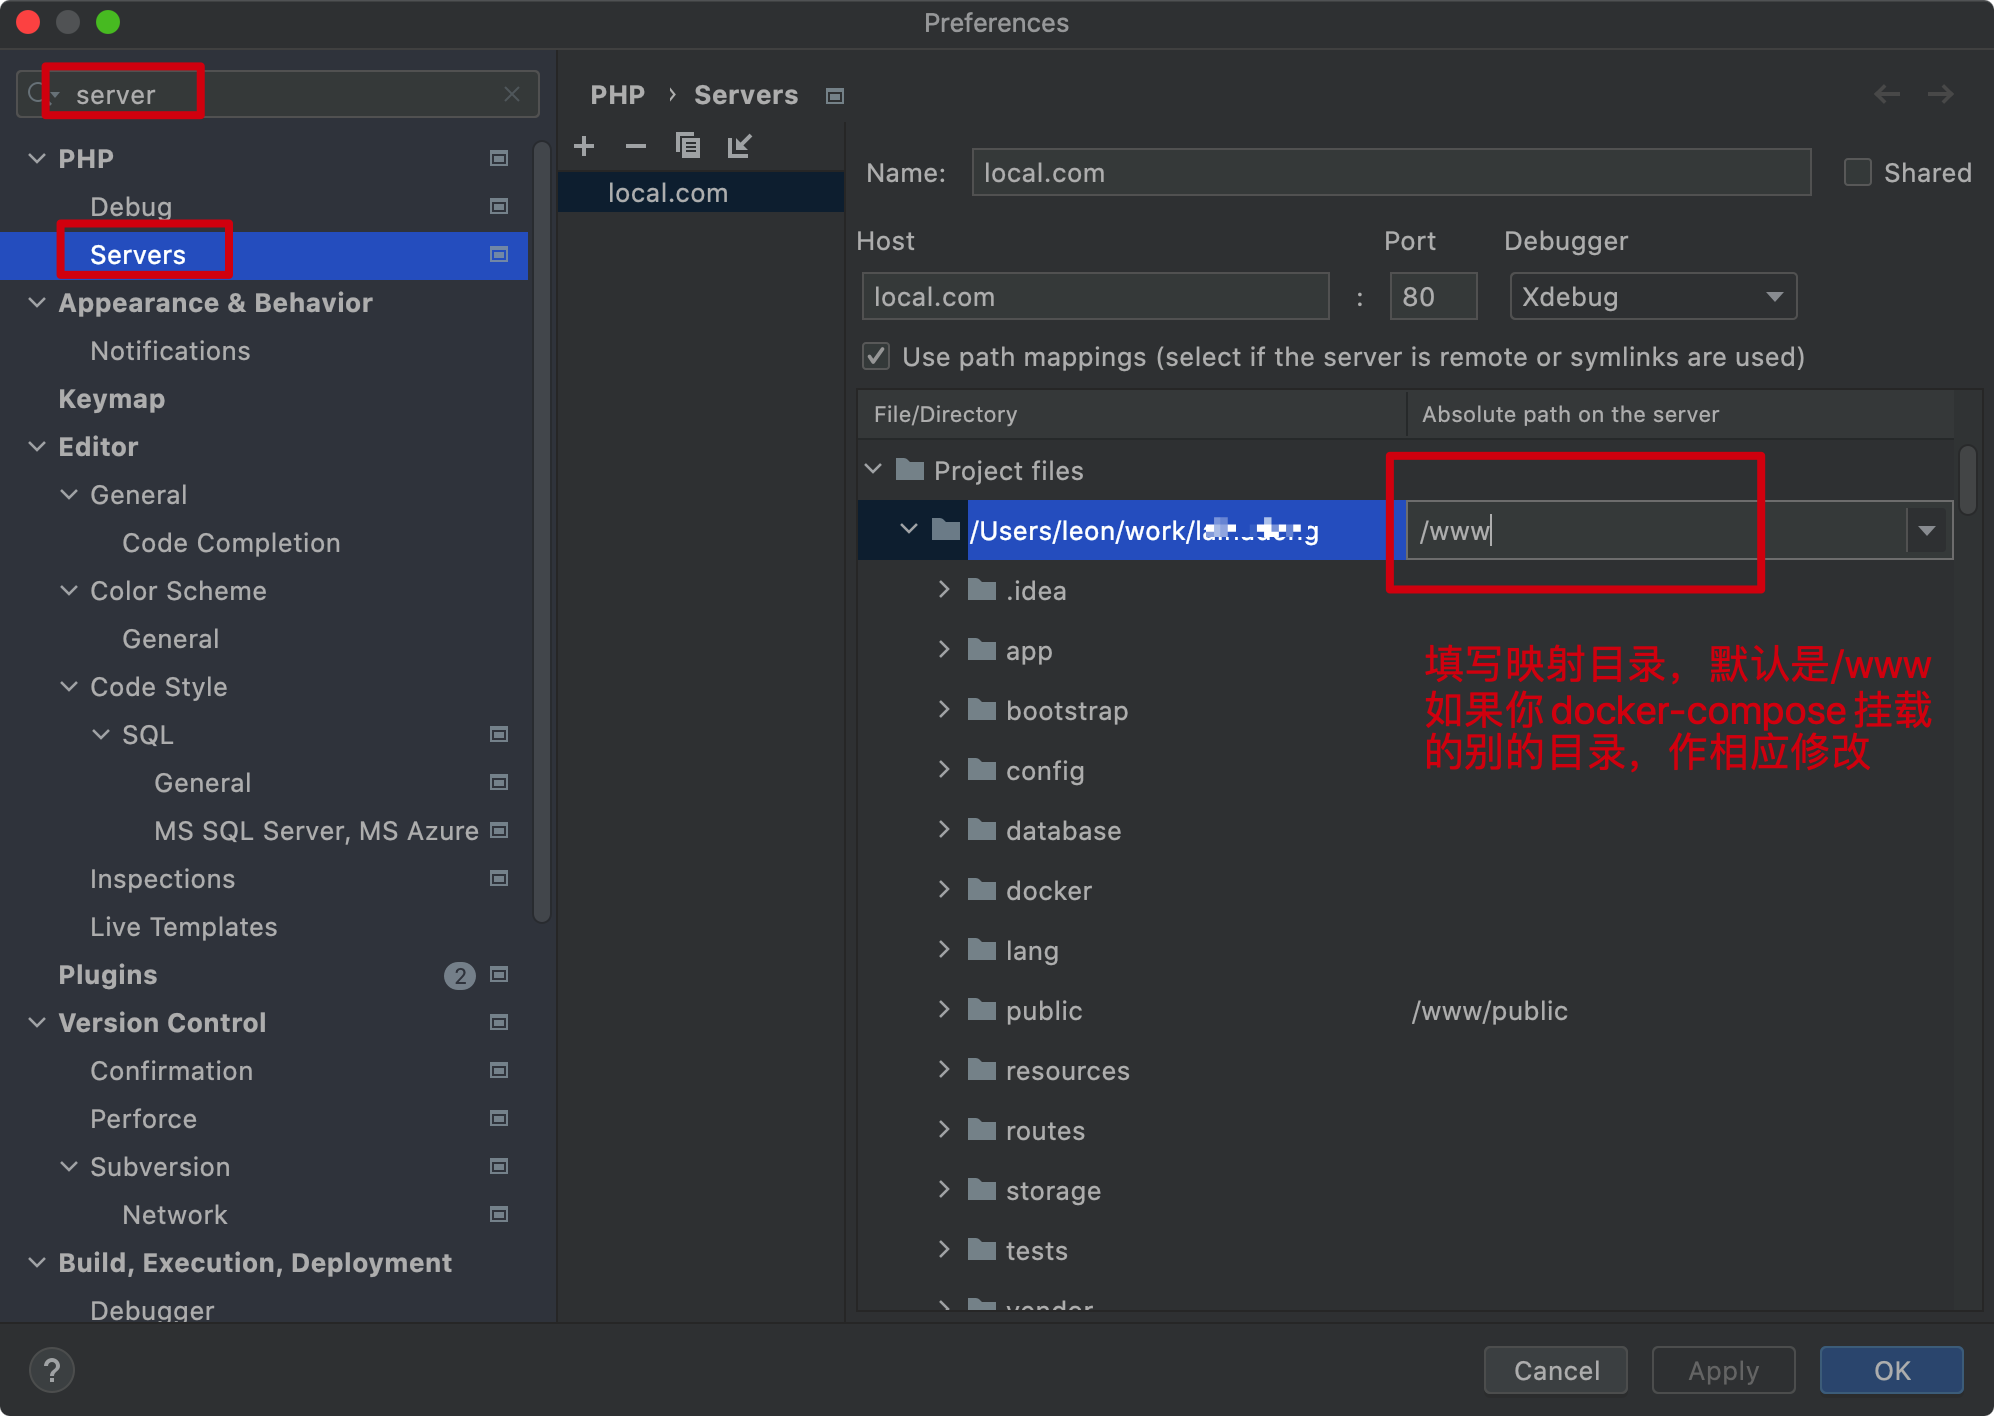 Preferences
server
PHP
Debug
Servers
Appearance & Behavior
Notifications
Keymap
Editor
General
Code Completion
Color Scheme
General
Code Style
SQL
General
MS SQL Server, MS Azure
Inspections
Live Templates
Plugins 2
Version Control
Confirmation
Perforce
Subversion
Network
Build, Execution, Deployment
Debugger
PHP › Servers
local.com
Name: local.com Shared
Host Port Debugger
local.com : 80 Xdebug
Use path mappings (select if the server is remote or symlinks are used)
File/Directory Absolute path on the server
Project files
/Users/leon/work/ /www
.idea
app
bootstrap
config
database
docker
lang
public /www/public
resources
routes
storage
tests
vendor
填写映射目录，默认是/www
如果你docker-compose挂载
的别的目录，作相应修改
? Cancel Apply OK